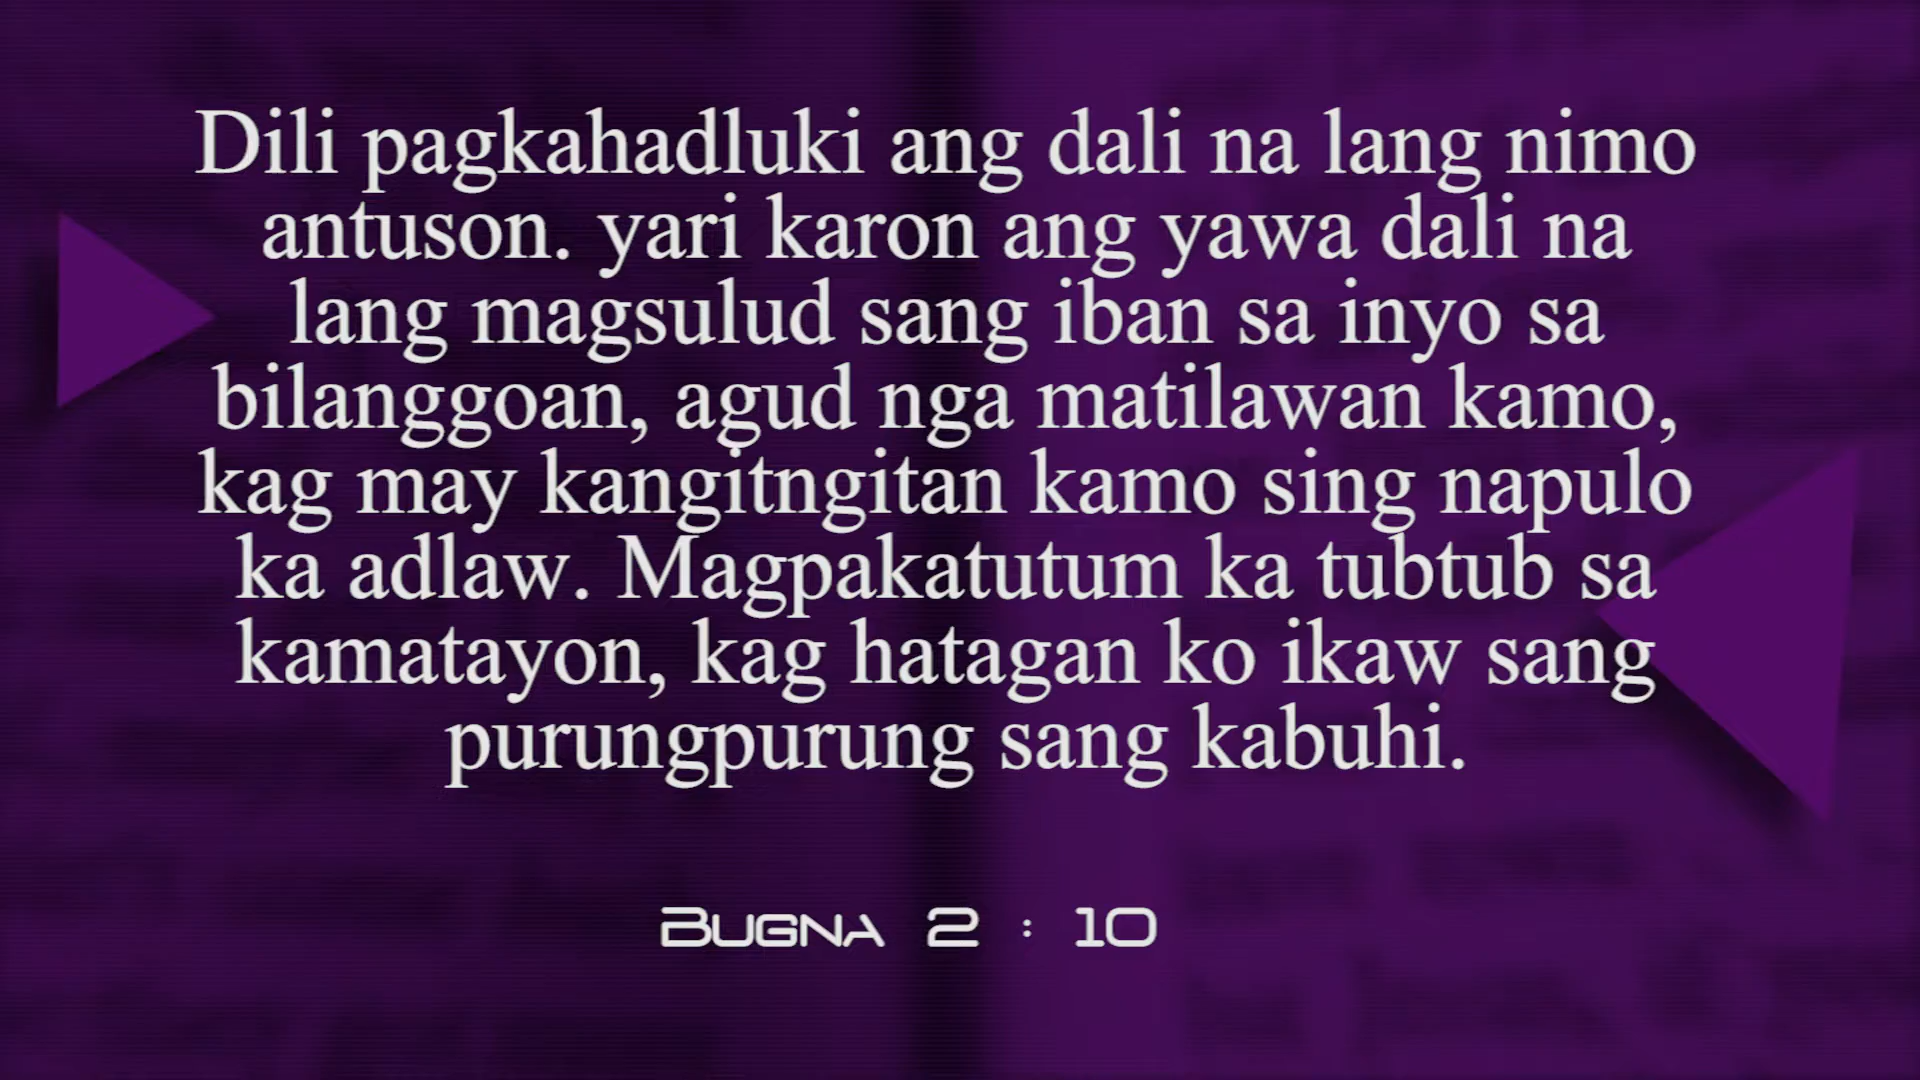 Dili pagkahadluki ang dali na lang nimo
antuson. yari karon ang yawa dali na
lang magsulud sang iban sa inyo sa
bilanggoan, agud nga matilawan kamo,
kag may kangitngitan kamo sing napulo
ka adlaw. Magpakatutum ka tubtub sa
kamatayon, kag hatagan ko ikaw sang
purungpurung sang kabuhi.
Bugna 2 : 10